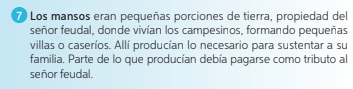 7 Los mansos eran pequeñas porciones de tierra, propiedad del
señor feudal, donde vivían los campesinos, formando pequeñas
villas o caseríos. Allí producían lo necesario para sustentar a su
familia. Parte de lo que producían debía pagarse como tributo al
señor feudal.